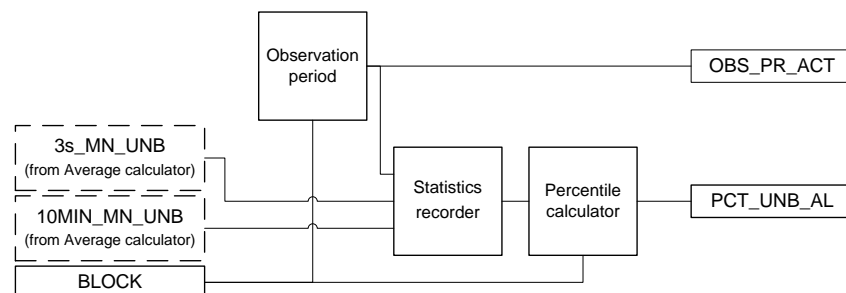 Observation
period
OBS_PR_ACT
3s_MN_UNB
(from Average calculator)
10MIN_MN_UNB
(from Average calculator)
BLOCK
Statistics
recorder
Percentile
calculator
PCT_UNB_AL